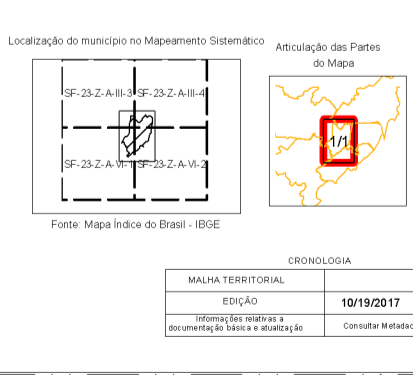 Localização do município no Mapeamento Sistemático
Articulação das Partes
do Mapa
SF-23-Z-A-III-3 SF-23-Z-A-III-4
SF-23-Z-A-VI-1 SF-23-Z-A-VI-2
1/1
Fonte: Mapa Índice do Brasil - IBGE
CRONOLOGIA
MALHA TERRITORIAL
EDIÇÃO 10/19/2017
Informações relativas a
documentação básica e atualização
Consultar Metadad